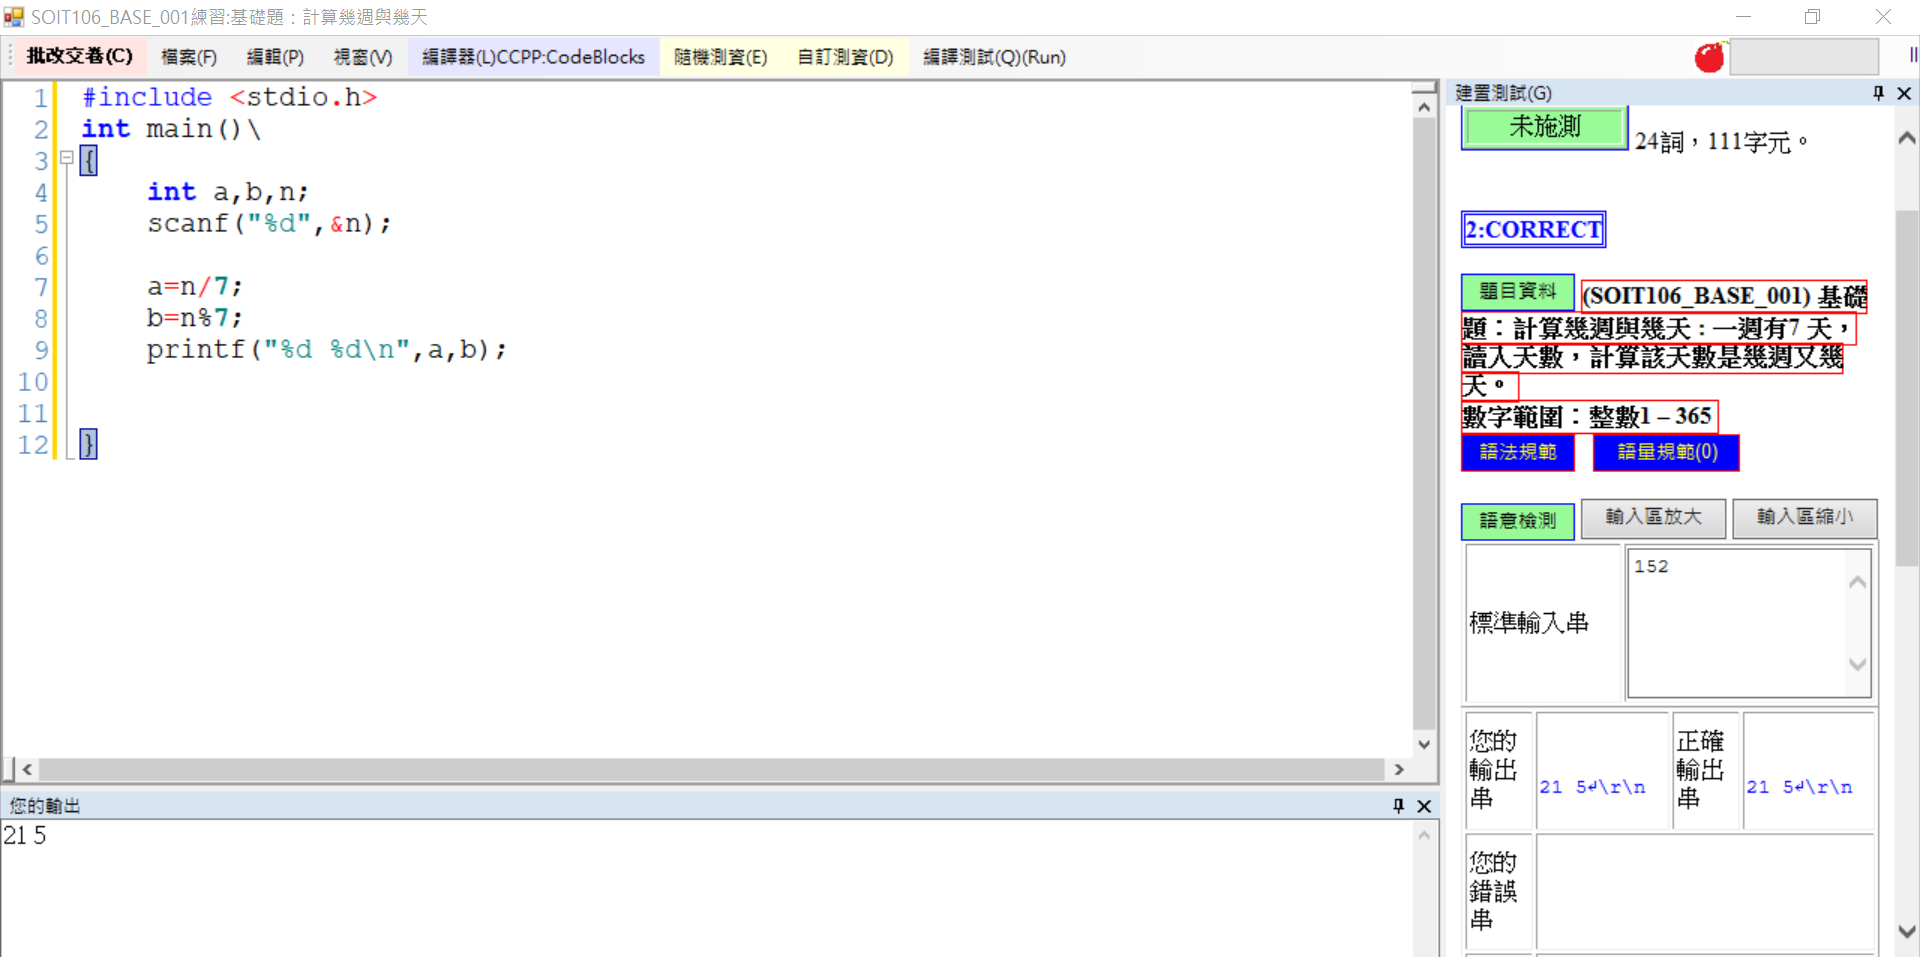 SOIT106_BASE_001練習:基礎題：計算幾週與幾天
批改交卷(C) 檔案(F) 編輯(P) 視窗(V) 編譯器(L)CCPP:CodeBlocks 隨機測資(E) 自訂測資(D) 編譯測試(Q)(Run)
1 #include <stdio.h>
2 int main()\
3 {
4 int a,b,n;
5 scanf("%d",&n);
6
7 a=n/7;
8 b=n%7;
9 printf("%d %d\n",a,b);
10
11
12 }
您的輸出
21 5
建置測試(G)
未施測 24詞，111字元。
2:CORRECT
題目資料 (SOIT106_BASE_001) 基礎
題：計算幾週與幾天 : 一週有7 天，
讀入天數，計算該天數是幾週又幾
天。
數字範圍：整數1 – 365
語法規範 語量規範(0)
語意檢測 輸入區放大 輸入區縮小
標準輸入串 152
您的
輸出
串
21 5↵\r\n
正確
輸出
串
21 5↵\r\n
您的
錯誤
串